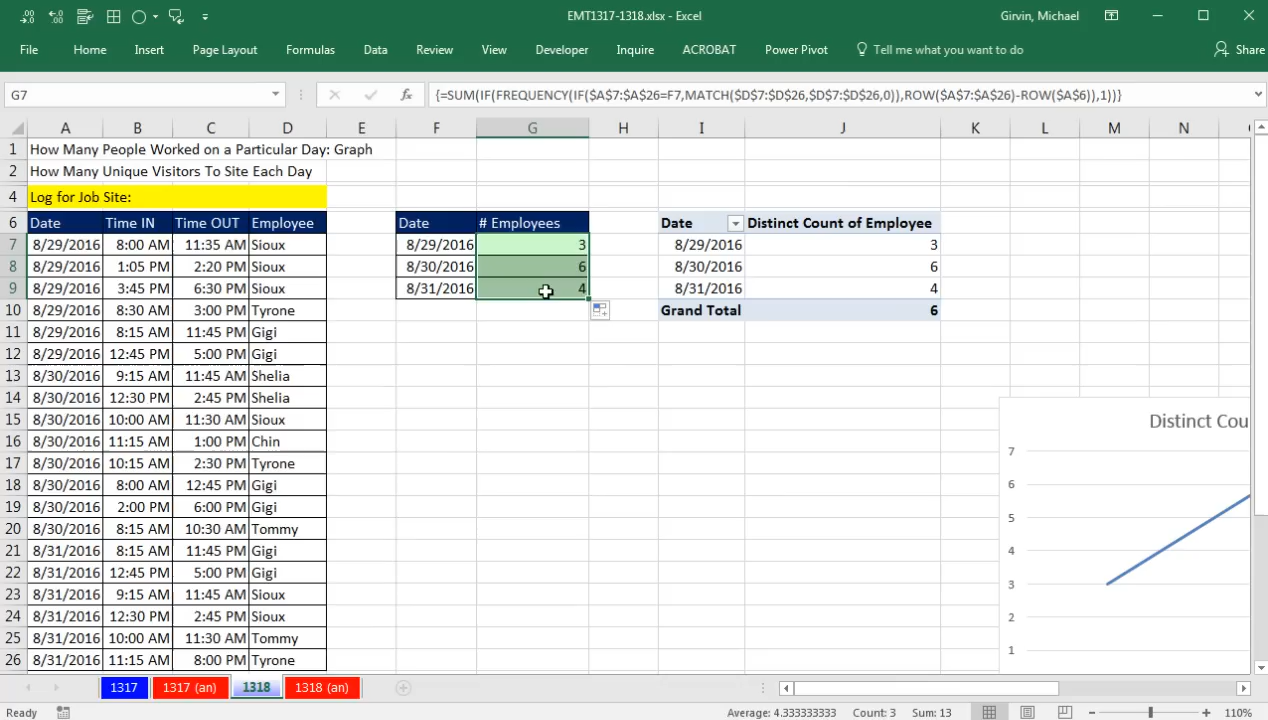 EMT1317-1318.xlsx - Excel
Girvin, Michael
File Home Insert Page Layout Formulas Data Review View Developer Inquire ACROBAT Power Pivot Tell me what you want to do Share
G7 fx {=SUM(IF(FREQUENCY(IF($A$7:$A$26=F7,MATCH($D$7:$D$26,$D$7:$D$26,0)),ROW($A$7:$A$26)-ROW($A$6)),1))}
A B C D E F G H I J K L M N
1 How Many People Worked on a Particular Day: Graph
2 How Many Unique Visitors To Site Each Day
4 Log for Job Site:
6 Date Time IN Time OUT Employee Date # Employees Date Distinct Count of Employee
7 8/29/2016 8:00 AM 11:35 AM Sioux 8/29/2016 3 8/29/2016 3
8 8/29/2016 1:05 PM 2:20 PM Sioux 8/30/2016 6 8/30/2016 6
9 8/29/2016 3:45 PM 6:30 PM Sioux 8/31/2016 4 8/31/2016 4
10 8/29/2016 8:30 AM 3:00 PM Tyrone Grand Total 6
11 8/29/2016 8:15 AM 11:45 PM Gigi
12 8/29/2016 12:45 PM 5:00 PM Gigi
13 8/30/2016 9:15 AM 11:45 AM Shelia
14 8/30/2016 12:30 PM 2:45 PM Shelia
15 8/30/2016 10:00 AM 11:30 AM Sioux
16 8/30/2016 11:15 AM 1:00 PM Chin
17 8/30/2016 10:15 AM 2:30 PM Tyrone
18 8/30/2016 8:00 AM 12:45 PM Gigi
19 8/30/2016 2:00 PM 6:00 PM Gigi
20 8/30/2016 8:15 AM 10:30 AM Tommy
21 8/31/2016 8:15 AM 11:45 PM Gigi
22 8/31/2016 12:45 PM 5:00 PM Gigi
23 8/31/2016 9:15 AM 11:45 AM Sioux
24 8/31/2016 12:30 PM 2:45 PM Sioux
25 8/31/2016 10:00 AM 11:30 AM Tommy
26 8/31/2016 11:15 AM 8:00 PM Tyrone
Distinct Cou
7
6
5
4
3
2
1
1317 1317 (an) 1318 1318 (an)
Ready Average: 4.333333333 Count: 3 Sum: 13 110%